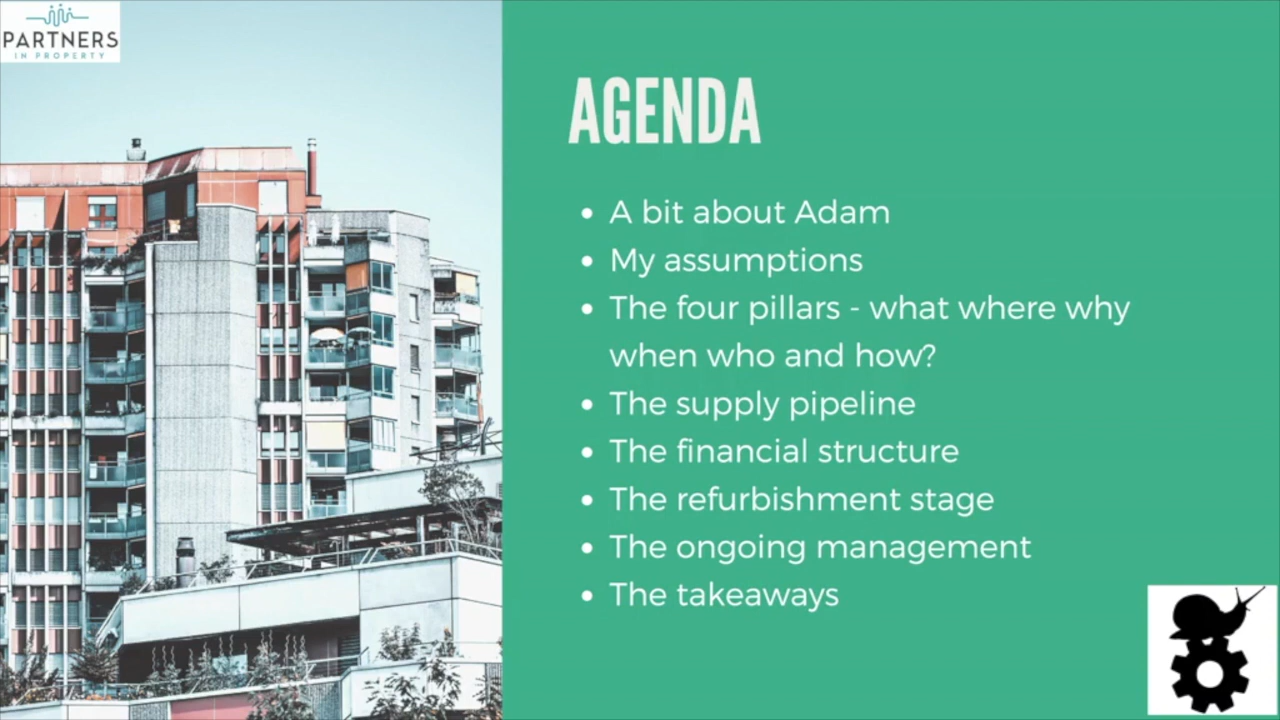 PARTNERS
IN PROPERTY
AGENDA
• A bit about Adam
• My assumptions
• The four pillars - what where why
when who and how?
• The supply pipeline
• The financial structure
• The refurbishment stage
• The ongoing management
• The takeaways